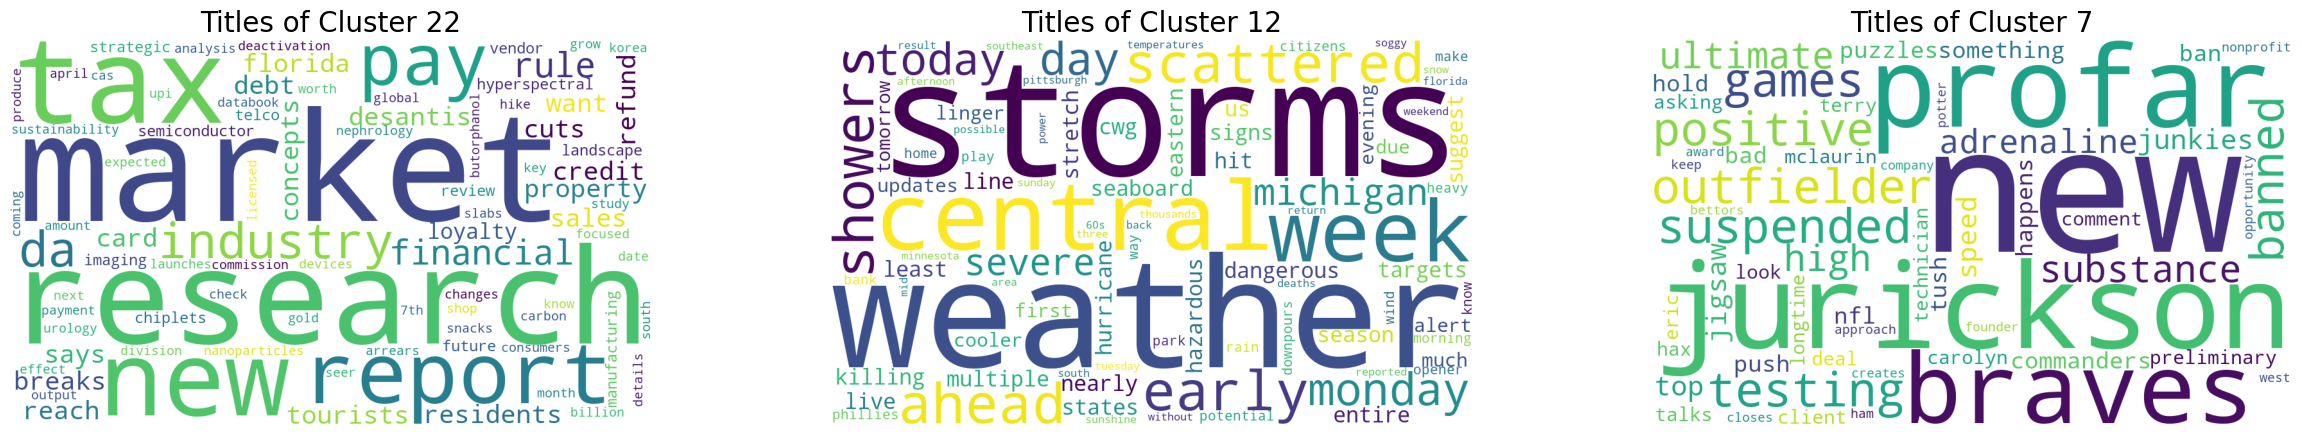 Titles of Cluster 22
strategic analysis deactivation vendor grow korea
tax pay rule
florida
produce april cas debt hyperspectral
upi databook worth global hike want refund
telco concepts desantis butorphanol
sustainability semiconductor nephrology cuts
market landscape
expected licensed key credit
review property
coming study
amount slabs sales
da card industry loyalty focused
financial date
imaging launches commission devices
research
next check changes know
payment chiplets gold 7th shop carbon
urology snacks manufacturing south
says division nanoparticles arrears future consumers
effect new report seer
breaks month details
output
reach tourists residents billion
Titles of Cluster 12
result southeast temperatures citizens soggy make
showers today day scattered snow
afternoon pittsburgh florida
tomorrow storms weekend
linger stretch eastern us evening suggest
possible power cwg signs
home play hit due
updates line sunday seaboard michigan heavy
central week
60s thousands return
three back way
minnesota hurricane
severe hazardous dangerous targets
least area
bank mid deaths know
weather
first downpours wind alert
cooler season morning
park rain much
tuesday opener
killing multiple nearly south early reported
live ahead states monday
phillies sunshine without potential entire
Titles of Cluster 7
ultimate puzzles something ban nonprofit
hold games profar
asking terry potter banned
positive adrenaline junkies
award bad mclaurin
keep company
outfielder new
bettors happens comment opportunity
suspended technician speed
jigsaw high tush substance
look
jurickson
eric longtime nfl founder
approach
hax push deal carolyn commanders preliminary
top testing creates braves west
talks closes client ham